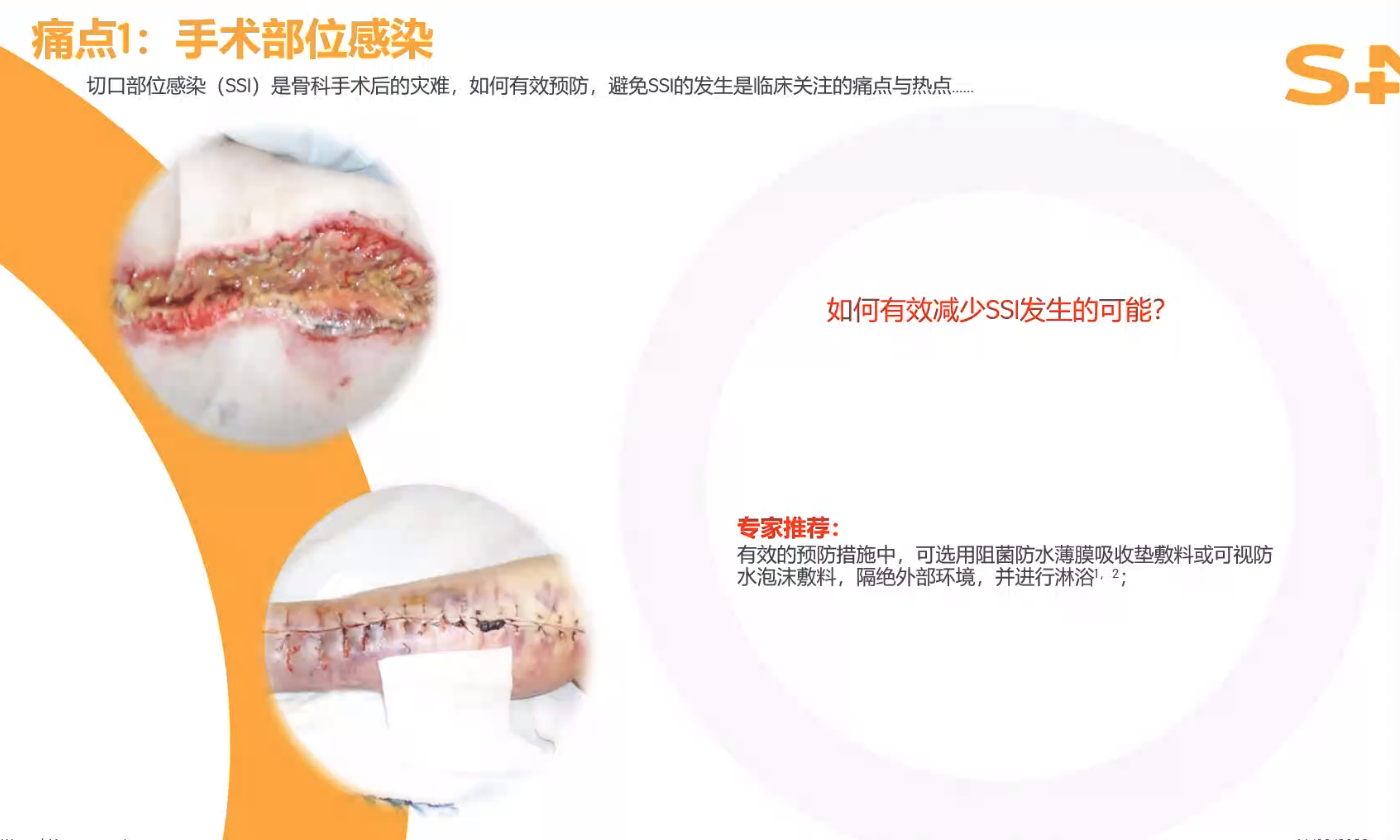 痛点1：手术部位感染
切口部位感染（SSI）是骨科手术后的灾难，如何有效预防，避免SSI的发生是临床关注的痛点与热点......
如何有效减少SSI发生的可能？
专家推荐：
有效的预防措施中，可选用阻菌防水薄膜吸收垫敷料或可视防
水泡沫敷料，隔绝外部环境，并进行淋浴1，2；